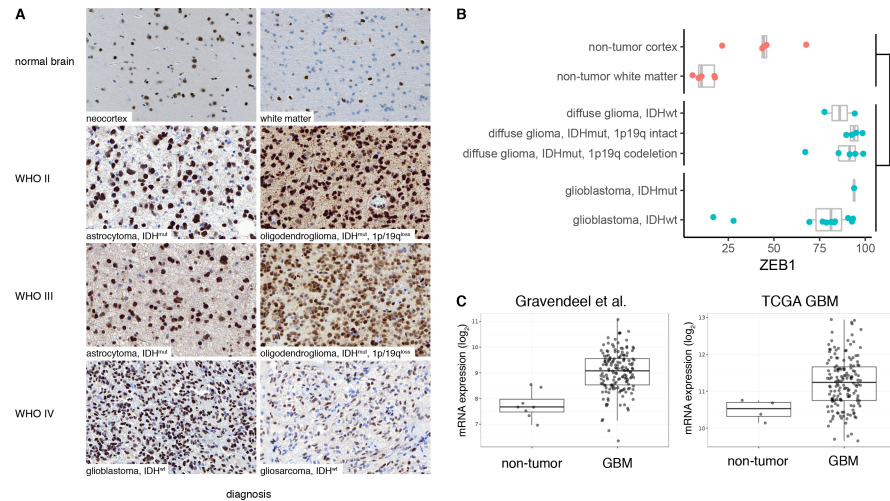 A
normal brain
neocortex
white matter
WHO II
astrocytoma, IDHmut
oligodendroglioma, IDHmut, 1p/19qloss
WHO III
astrocytoma, IDHmut
oligodendroglioma, IDHmut, 1p/19qloss
WHO IV
glioblastoma, IDHwt
gliosarcoma, IDHwt
diagnosis
B
non-tumor cortex
non-tumor white matter
diffuse glioma, IDHwt
diffuse glioma, IDHmut, 1p19q intact
diffuse glioma, IDHmut, 1p19q codeletion
glioblastoma, IDHmut
glioblastoma, IDHwt
25 50 75 100
ZEB1
C
Gravendeel et al.
mRNA expression (log2)
11
10
9
8
7
non-tumor GBM
TCGA GBM
mRNA expression (log2)
13
12
11
10
non-tumor GBM